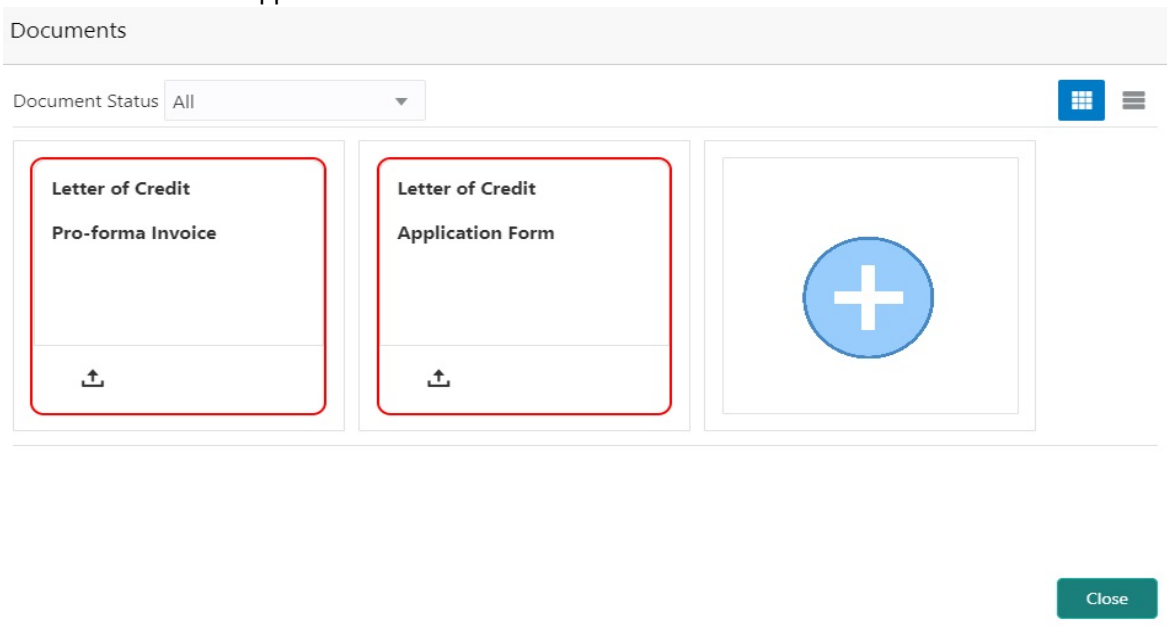 Documents
Document Status All
Letter of Credit
Pro-forma Invoice
Letter of Credit
Application Form
Close